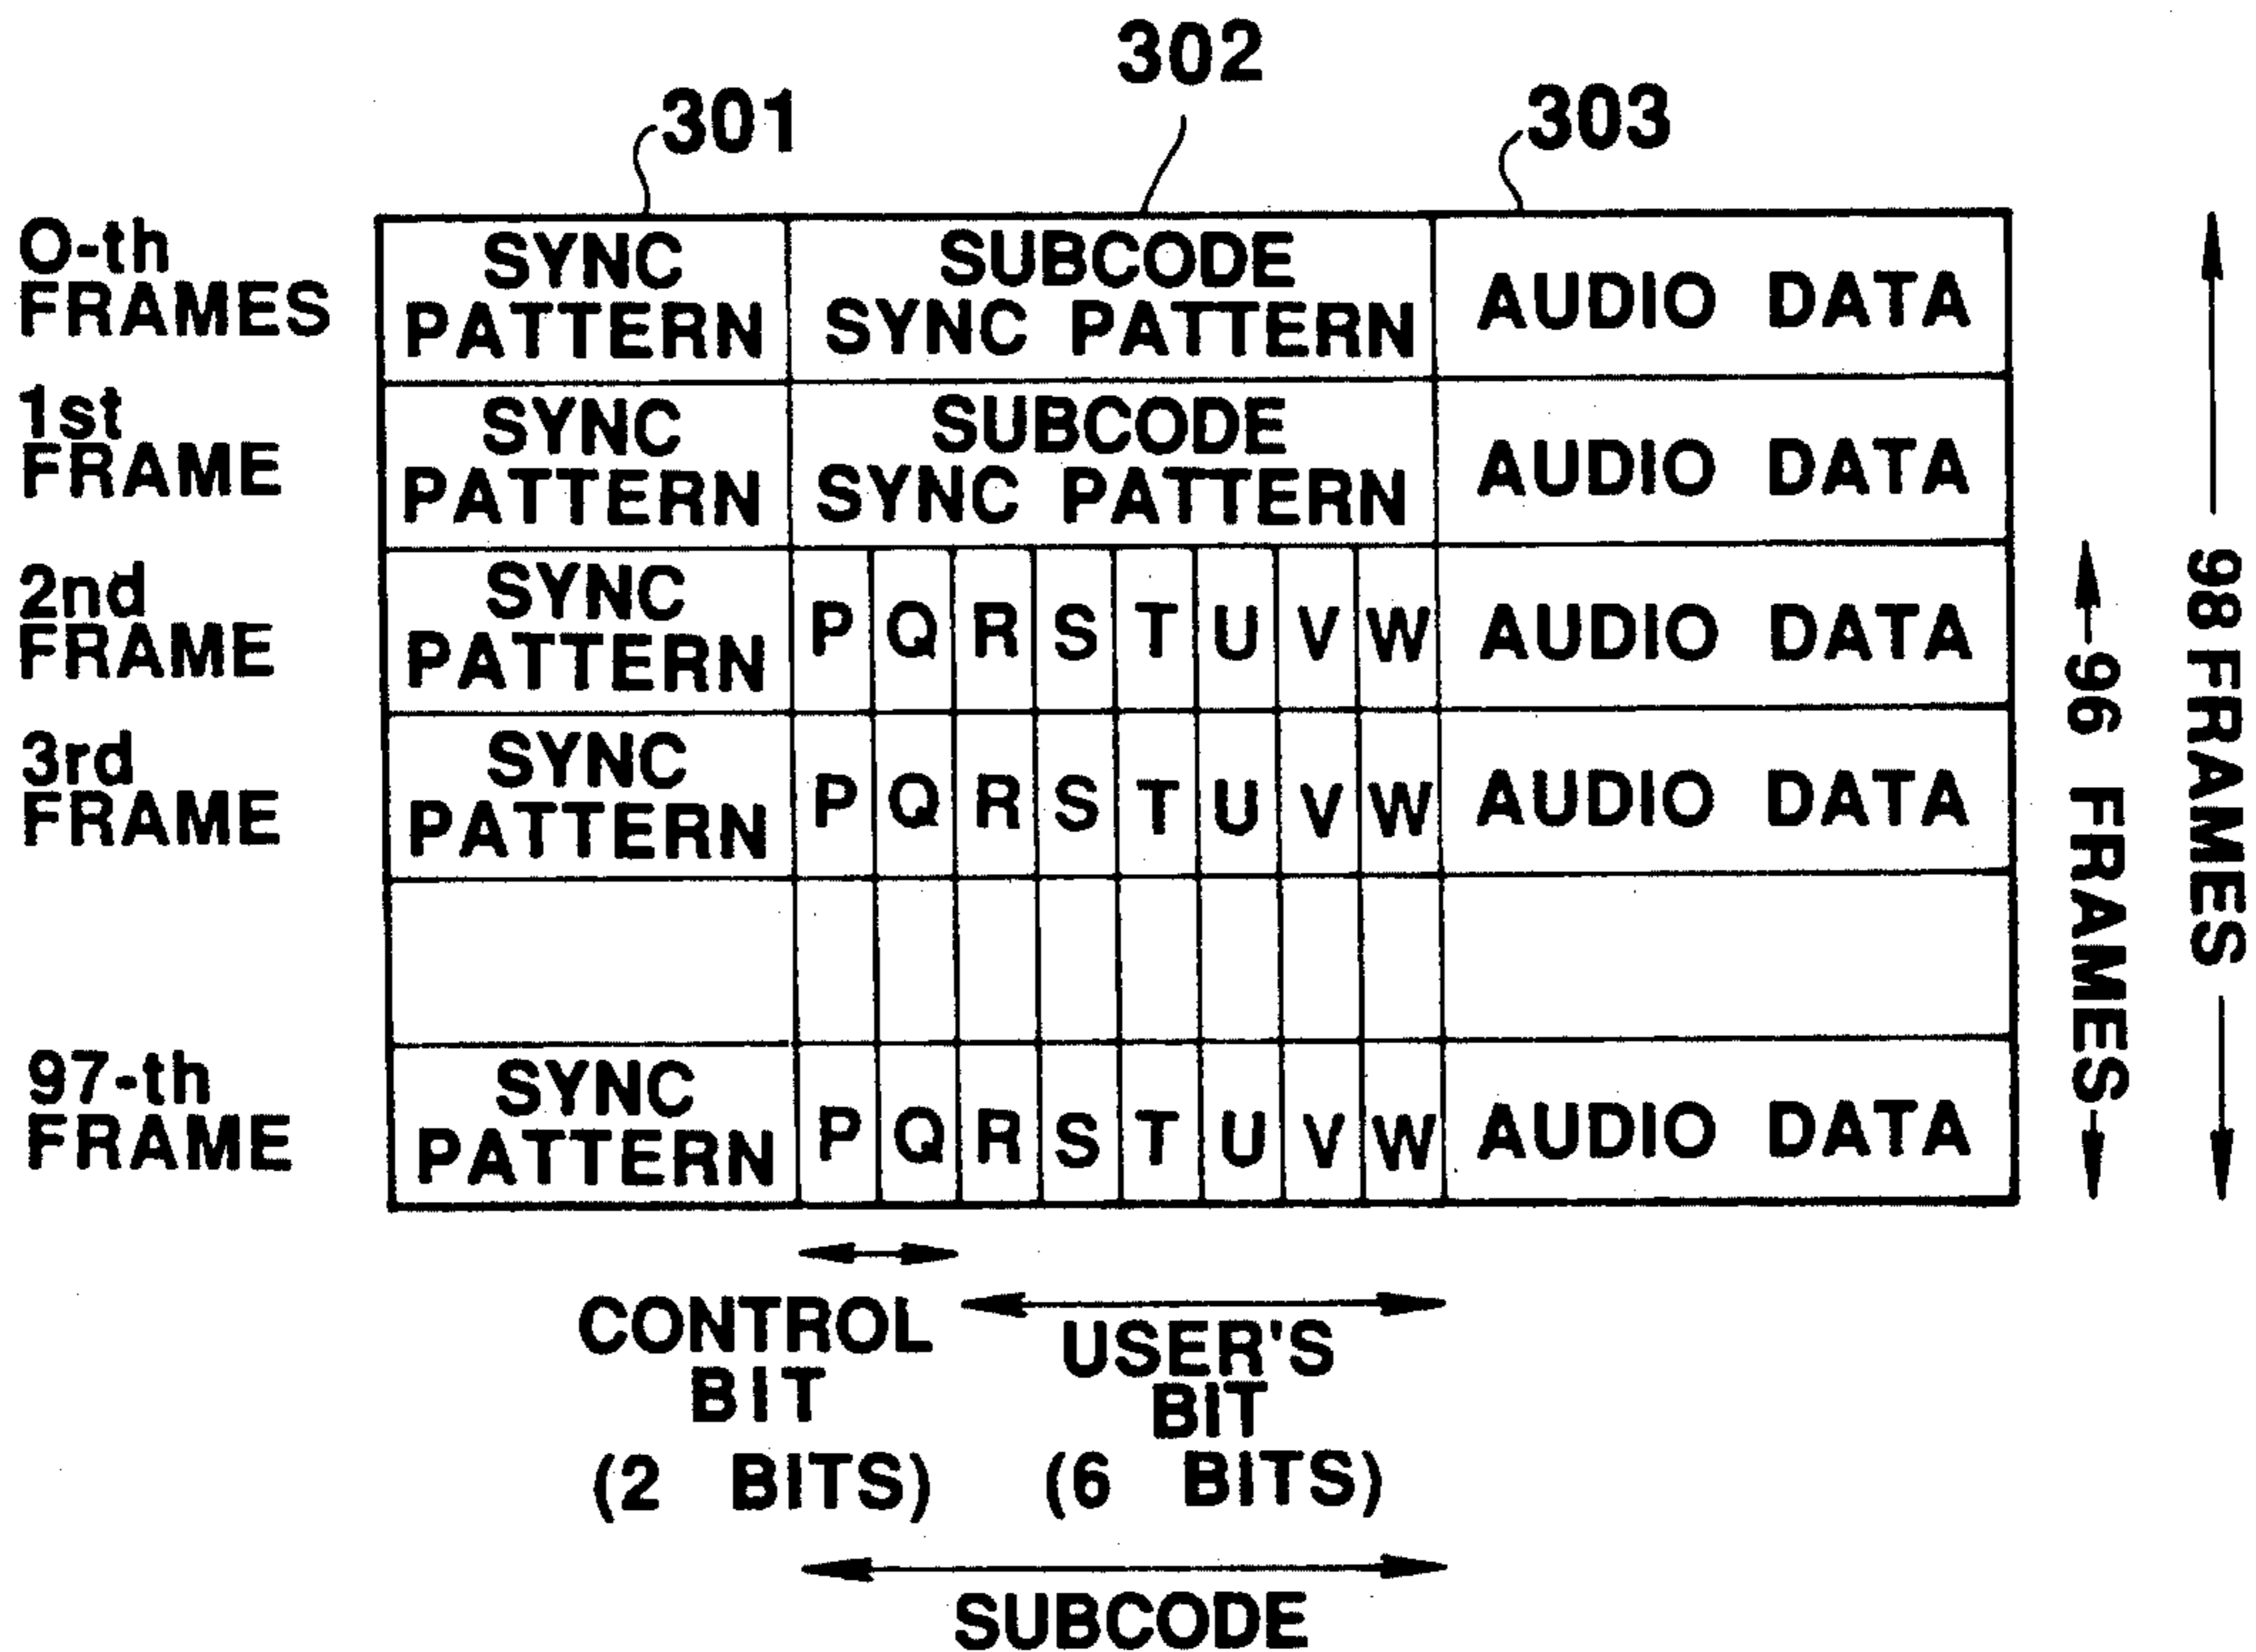 301
302
303
0-th
FRAMES
SYNC
PATTERN
SUBCODE
SYNC PATTERN
AUDIO DATA
1st
FRAME
SYNC
PATTERN
SUBCODE
SYNC PATTERN
AUDIO DATA
2nd
FRAME
SYNC
PATTERN
P Q R S T U V W
AUDIO DATA
3rd
FRAME
SYNC
PATTERN
P Q R S T U V W
AUDIO DATA
97-th
FRAME
SYNC
PATTERN
P Q R S T U V W
AUDIO DATA
96 FRAMES
98 FRAMES
CONTROL
BIT
(2 BITS)
USER'S
BIT
(6 BITS)
SUBCODE